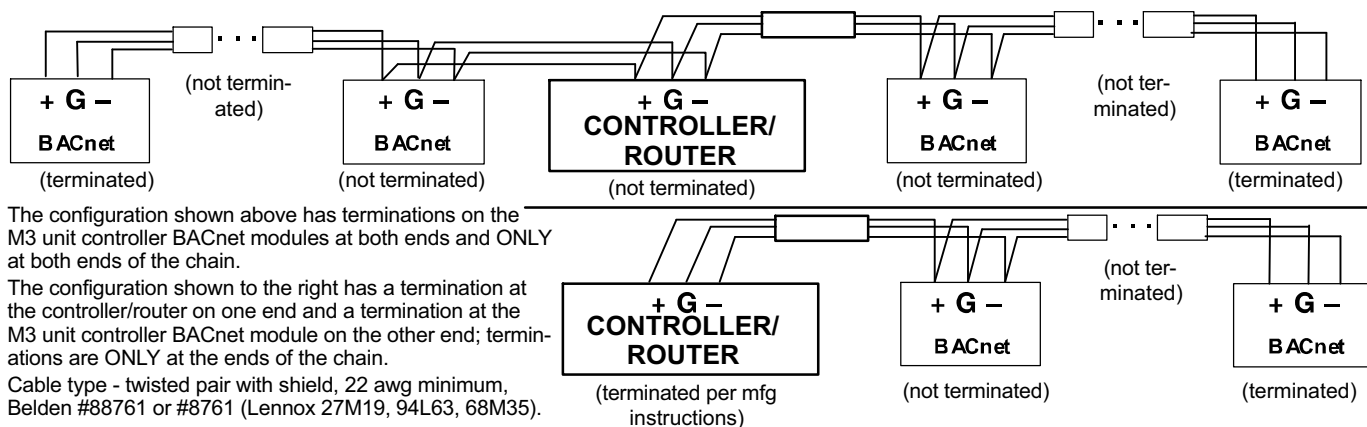 (not termin-
ated)
(not ter-
minated)
+ G –
BACnet
(terminated)
+ G –
BACnet
(not terminated)
+ G –
CONTROLLER/
ROUTER
(not terminated)
+ G –
BACnet
(not terminated)
+ G –
BACnet
(terminated)
The configuration shown above has terminations on the
M3 unit controller BACnet modules at both ends and ONLY
at both ends of the chain.
The configuration shown to the right has a termination at
the controller/router on one end and a termination at the
M3 unit controller BACnet module on the other end; termin-
ations are ONLY at the ends of the chain.
Cable type - twisted pair with shield, 22 awg minimum,
Belden #88761 or #8761 (Lennox 27M19, 94L63, 68M35).
+ G –
CONTROLLER/
ROUTER
(terminated per mfg
instructions)
+ G –
BACnet
(not terminated)
(not ter-
minated)
+ G –
BACnet
(terminated)